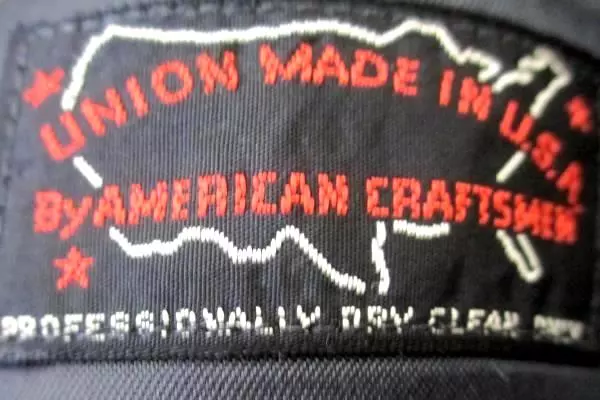 UNION MADE IN U.S.A.
By AMERICAN CRAFTSMEN
PROFESSIONALLY DRY CLEAN ONLY